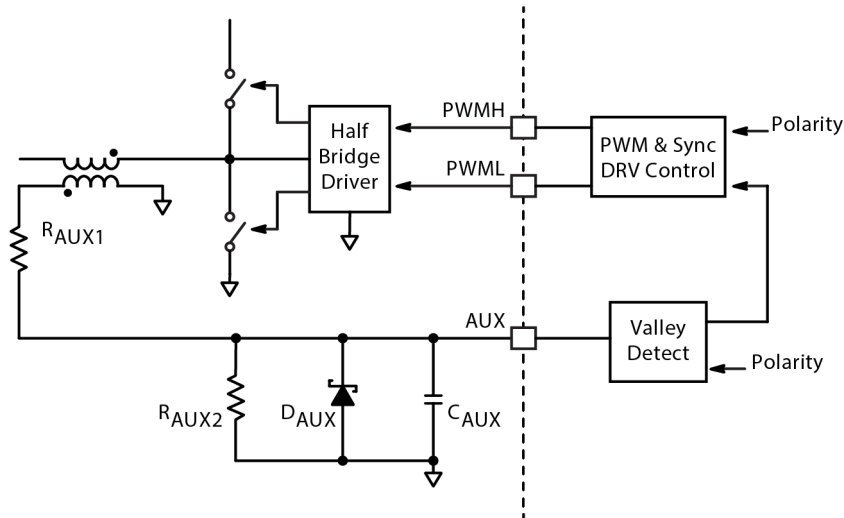 PWMH
Half
Bridge
Driver
PWML
PWM & Sync
DRV Control
Polarity
RAUX1
AUX
Valley
Detect
Polarity
RAUX2
DAUX
CAUX